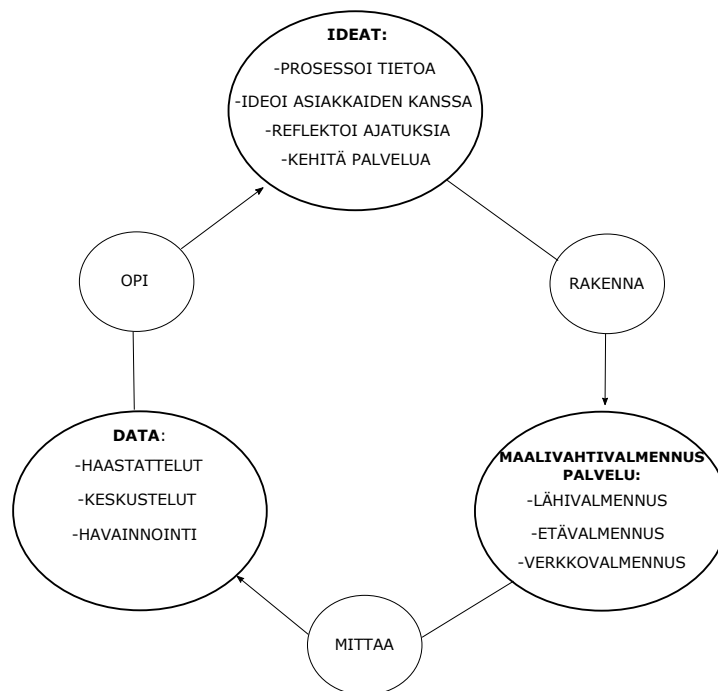 IDEAT:
-PROSESSOI TIETOA
-IDEOI ASIAKKAIDEN KANSSA
-REFLEKTOI AJATUKSIA
-KEHITÄ PALVELUA
OPI
RAKENNA
DATA:
-HAASTATTELUT
-KESKUSTELUT
-HAVAINNOINTI
MAALIVAHTIVALMENNUS
PALVELU:
-LÄHIVALMENNUS
-ETÄVALMENNUS
-VERKKOVALMENNUS
MITTAA